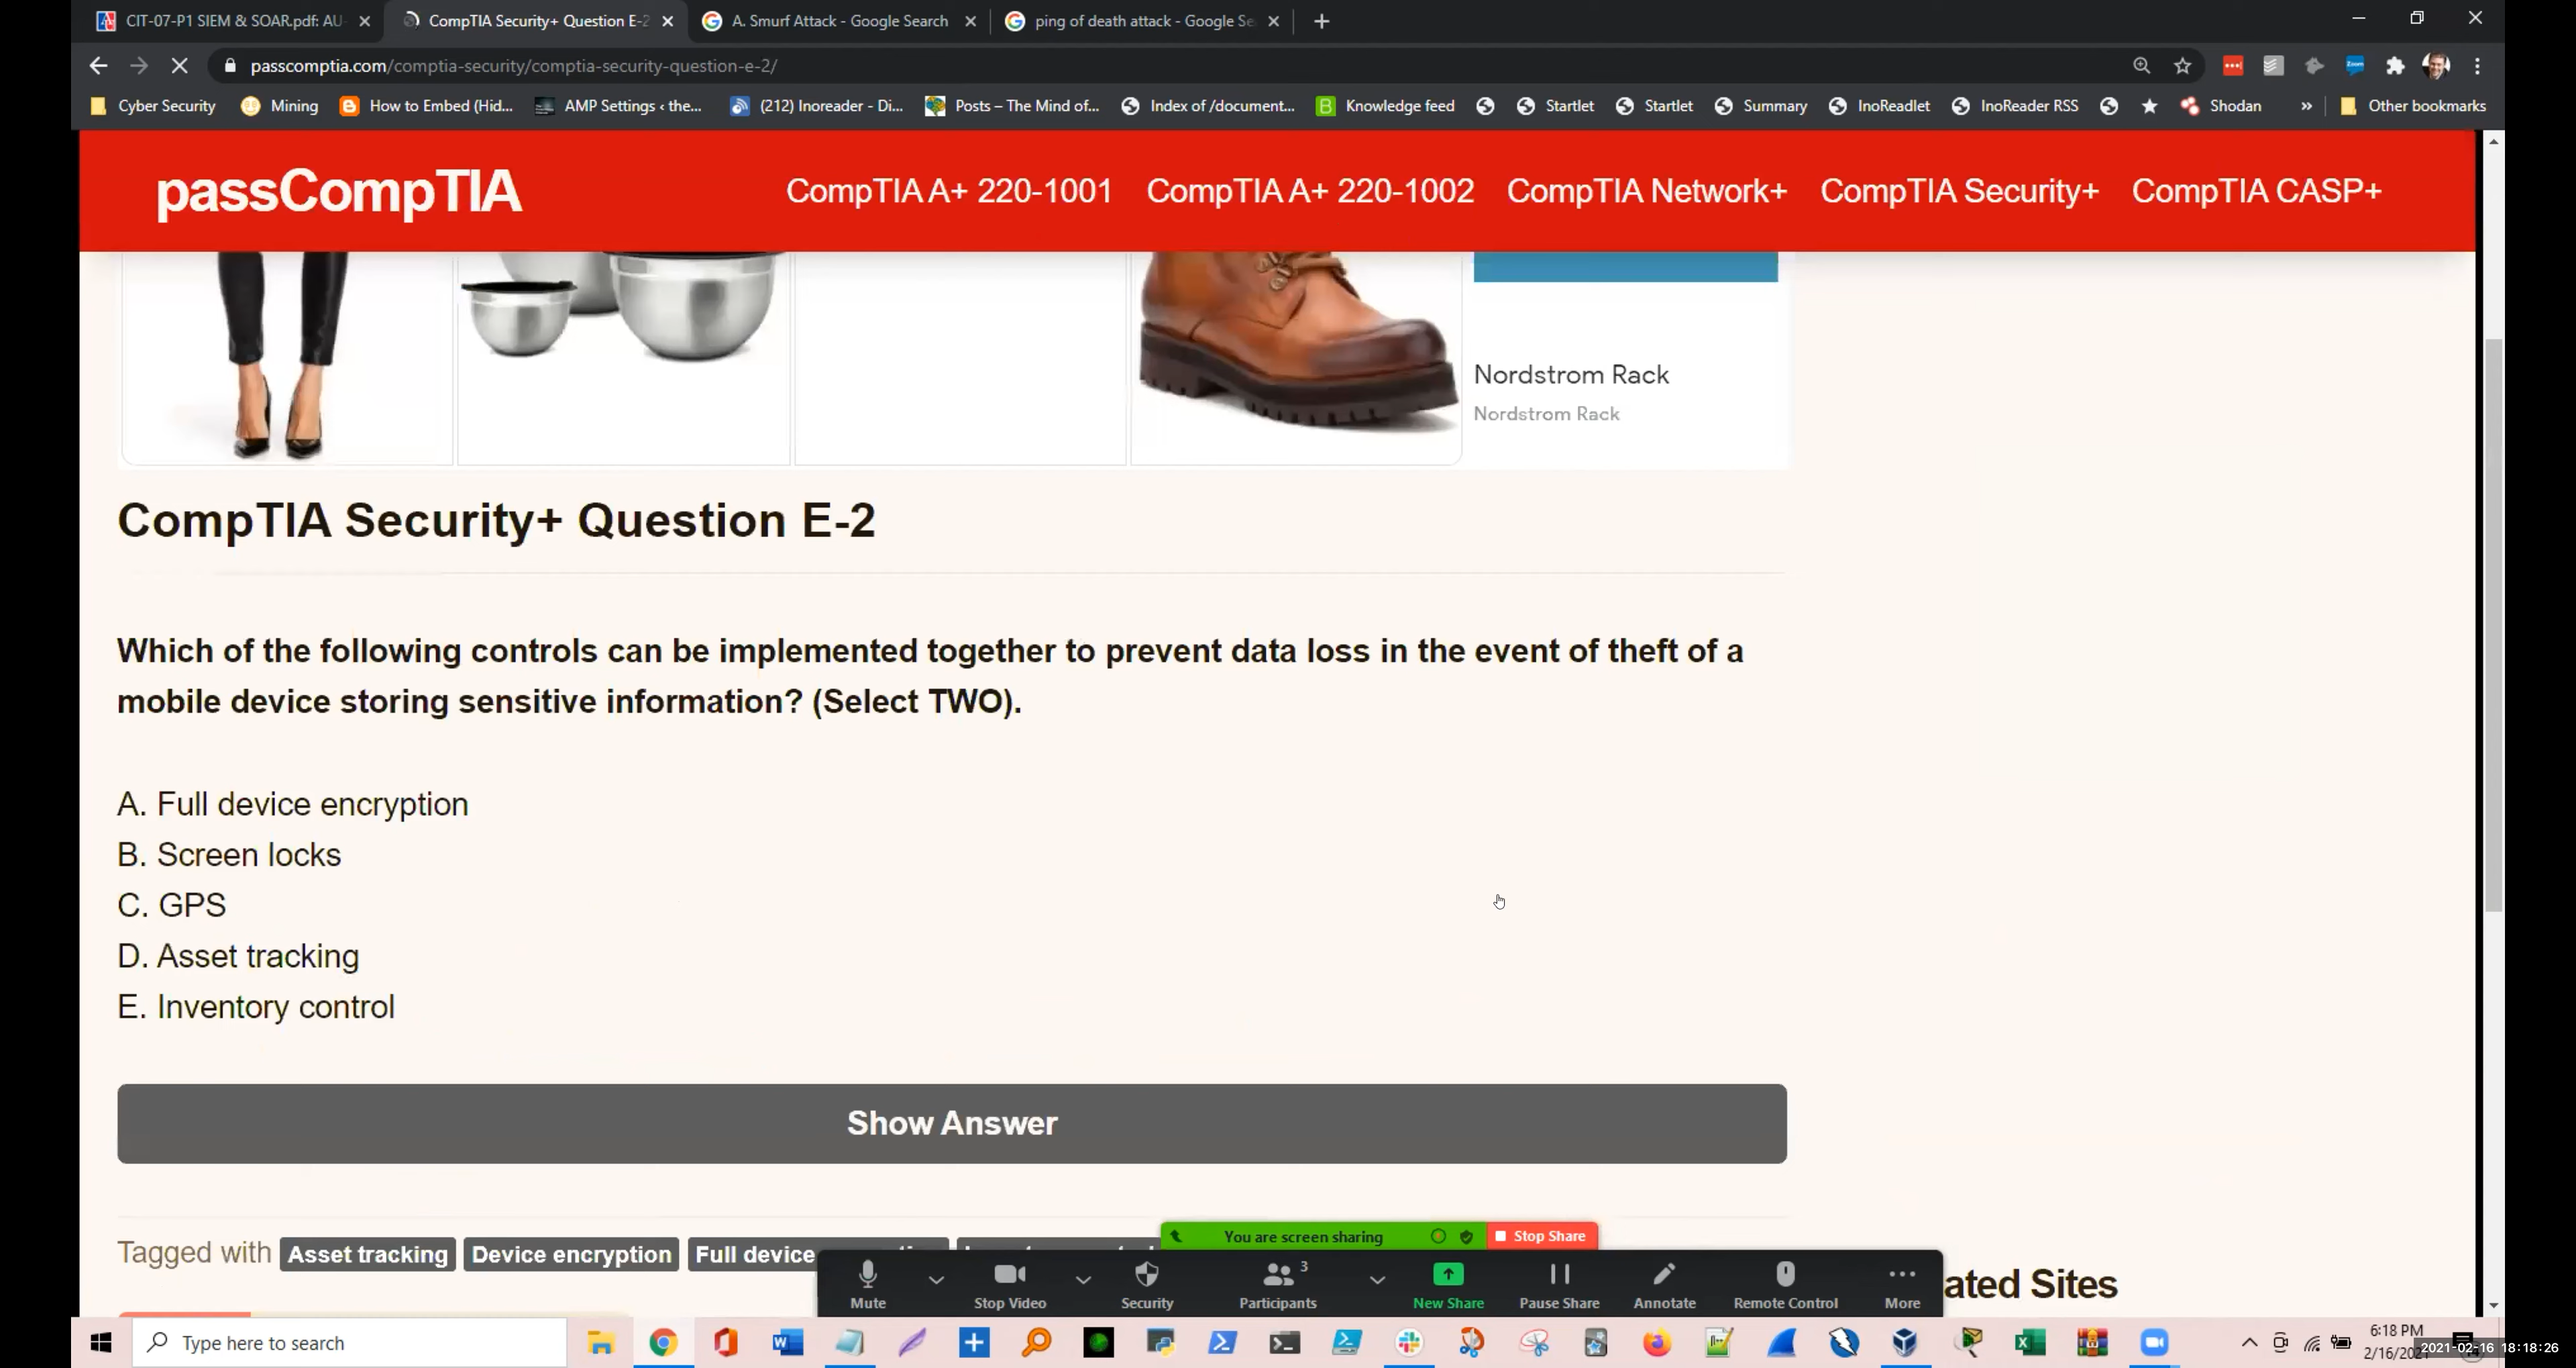 CIT-07-P1 SIEM & SOAR.pdf: AU
CompTIA Security+ Question E-2
A. Smurf Attack - Google Search
ping of death attack - Google Se
passcomptia.com/comptia-security/comptia-security-question-e-2/
Cyber Security
Mining
How to Embed (Hid...
AMP Settings ‹ the...
(212) Inoreader - Di...
Posts – The Mind of...
Index of /document...
Knowledge feed
Startlet
Startlet
Summary
InoReadlet
InoReader RSS
Shodan
»
Other bookmarks
passCompTIA
CompTIA A+ 220-1001
CompTIA A+ 220-1002
CompTIA Network+
CompTIA Security+
CompTIA CASP+
Nordstrom Rack
Nordstrom Rack
CompTIA Security+ Question E-2
Which of the following controls can be implemented together to prevent data loss in the event of theft of a
mobile device storing sensitive information? (Select TWO).
A. Full device encryption
B. Screen locks
C. GPS
D. Asset tracking
E. Inventory control
Show Answer
Tagged with Asset tracking Device encryption Full device
You are screen sharing
Stop Share
Mute
Stop Video
Security
3
Participants
New Share
Pause Share
Annotate
Remote Control
More
ated Sites
Type here to search
6:18 PM
2/16/202
2021-02-16 18:18:26